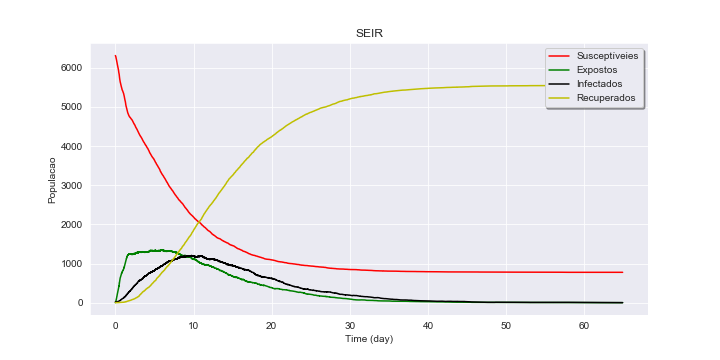 SEIR
Susceptiveies
Expostos
Infectados
Recuperados
Populacao
6000
5000
4000
3000
2000
1000
0
0 10 20 30 40 50 60
Time (day)